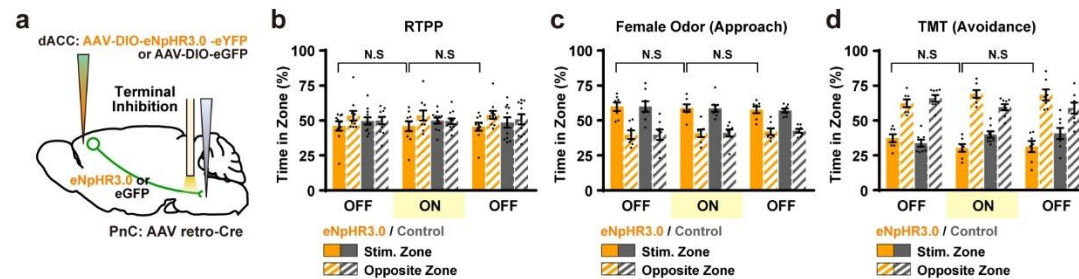 a
dACC: AAV-DIO-eNpHR3.0 -eYFP
or AAV-DIO-eGFP
Terminal
Inhibition
eNpHR3.0 or
eGFP
PnC: AAV retro-Cre
b
RTPP
N.S
N.S
Time in Zone (%)
100
75
50
25
0
OFF
ON
OFF
eNpHR3.0 / Control
Stim. Zone
Opposite Zone
c
Female Odor (Approach)
N.S
N.S
Time in Zone (%)
100
75
50
25
0
OFF
ON
OFF
eNpHR3.0 / Control
Stim. Zone
Opposite Zone
d
TMT (Avoidance)
N.S
N.S
Time in Zone (%)
100
75
50
25
0
OFF
ON
OFF
eNpHR3.0 / Control
Stim. Zone
Opposite Zone